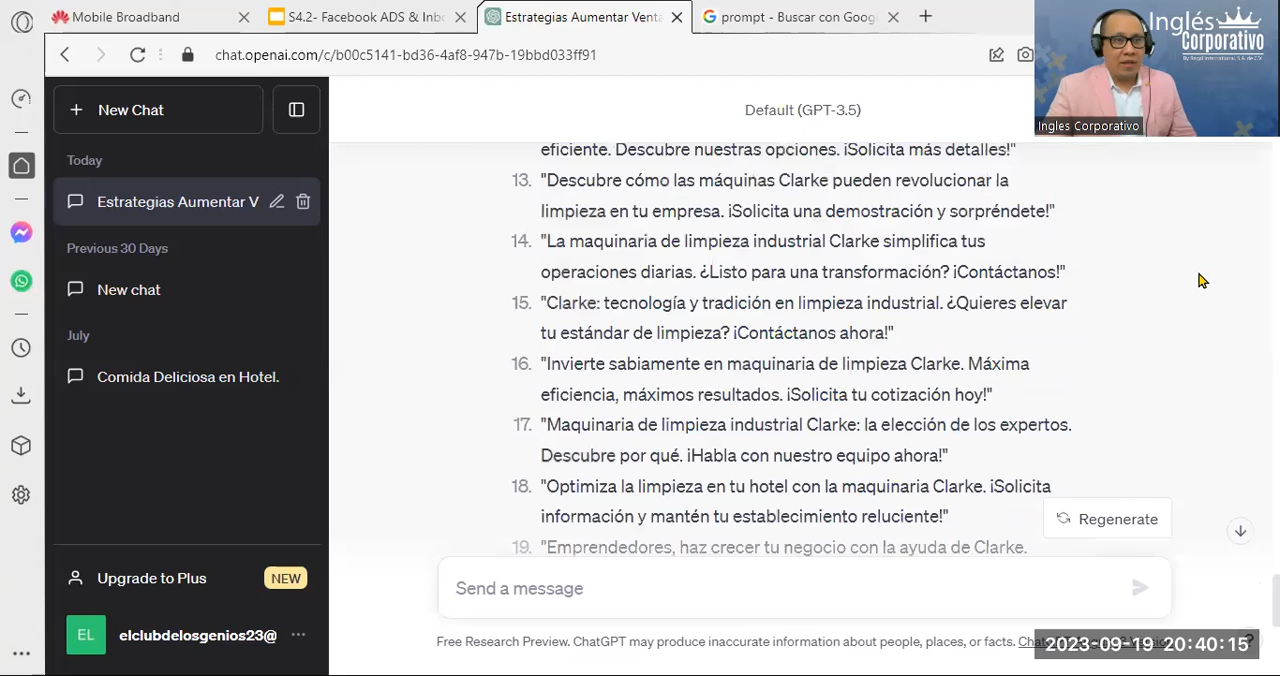 Mobile Broadband
S4.2- Facebook ADS & Inb
Estrategias Aumentar Venta
prompt - Buscar con Goog
chat.openai.com/c/b00c5141-bd36-4af8-947b-19bbd033ff91
Inglés
Corporativo
By Regal International, S.A. de C.V.
Ingles Corporativo
New Chat
Today
Estrategias Aumentar V
Previous 30 Days
New chat
July
Comida Deliciosa en Hotel.
Upgrade to Plus NEW
EL elclubdelosgenios23@
Default (GPT-3.5)
eficiente. Descubre nuestras opciones. ¡Solicita más detalles!"
13. "Descubre cómo las máquinas Clarke pueden revolucionar la
limpieza en tu empresa. ¡Solicita una demostración y sorpréndete!"
14. "La maquinaria de limpieza industrial Clarke simplifica tus
operaciones diarias. ¿Listo para una transformación? ¡Contáctanos!"
15. "Clarke: tecnología y tradición en limpieza industrial. ¿Quieres elevar
tu estándar de limpieza? ¡Contáctanos ahora!"
16. "Invierte sabiamente en maquinaria de limpieza Clarke. Máxima
eficiencia, máximos resultados. ¡Solicita tu cotización hoy!"
17. "Maquinaria de limpieza industrial Clarke: la elección de los expertos.
Descubre por qué. ¡Habla con nuestro equipo ahora!"
18. "Optimiza la limpieza en tu hotel con la maquinaria Clarke. ¡Solicita
información y mantén tu establecimiento reluciente!"
19. "Emprendedores, haz crecer tu negocio con la ayuda de Clarke.
Regenerate
Send a message
Free Research Preview. ChatGPT may produce inaccurate information about people, places, or facts.
2023-09-19 20:40:15